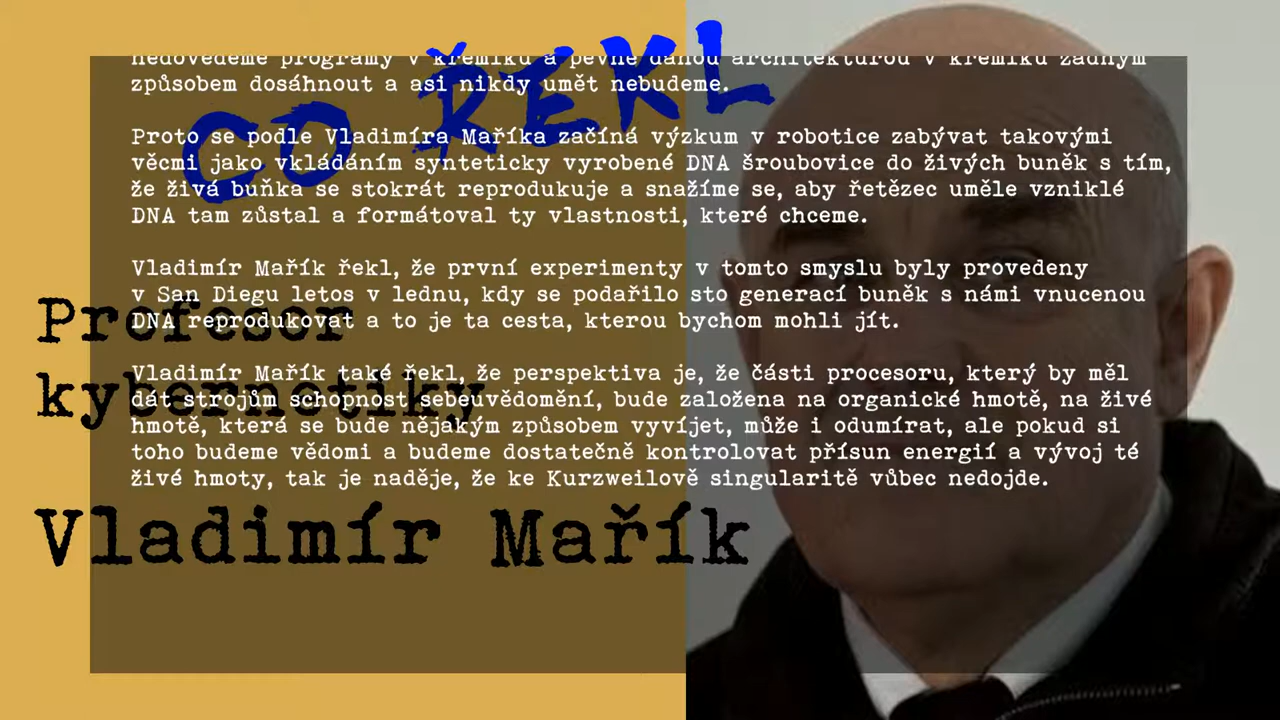 nedovedeme programy v křemíku a pevně danou architekturou v křemíku žádným
způsobem dosáhnout a asi nikdy umět nebudeme.
CO ŘEKL
Proto se podle Vladimíra Maříka začíná výzkum v robotice zabývat takovými
věcmi jako vkládáním synteticky vyrobené DNA šroubovice do živých buněk s tím,
že živá buňka se stokrát reprodukuje a snažíme se, aby řetězec uměle vzniklé
DNA tam zůstal a formátoval ty vlastnosti, které chceme.
Vladimír Mařík řekl, že první experimenty v tomto smyslu byly provedeny
v San Diegu letos v lednu, kdy se podařilo sto generací buněk s námi vnucenou
DNA reprodukovat a to je ta cesta, kterou bychom mohli jít.
Profesor
kybernetiky
Vladimír Mařík také řekl, že perspektiva je, že části procesoru, který by měl
dát strojům schopnost sebeuvědomění, bude založena na organické hmotě, na živé
hmotě, která se bude nějakým způsobem vyvíjet, může i odumírat, ale pokud si
toho budeme vědomi a budeme dostatečně kontrolovat přísun energií a vývoj té
živé hmoty, tak je naděje, že ke Kurzweilově singularitě vůbec nedojde.
Vladimír Mařík